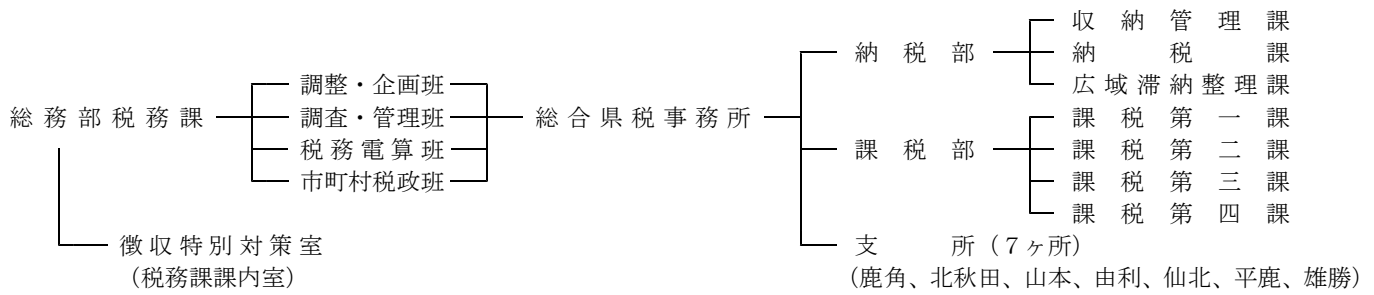 総務部税務課
調整・企画班
調査・管理班
税務電算班
市町村税政班
徴収特別対策室
（税務課課内室）
総合県税事務所
納税部
収納管理課
納税課
広域滞納整理課
課税部
課税第一課
課税第二課
課税第三課
課税第四課
支所（７ヶ所）
（鹿角、北秋田、山本、由利、仙北、平鹿、雄勝）